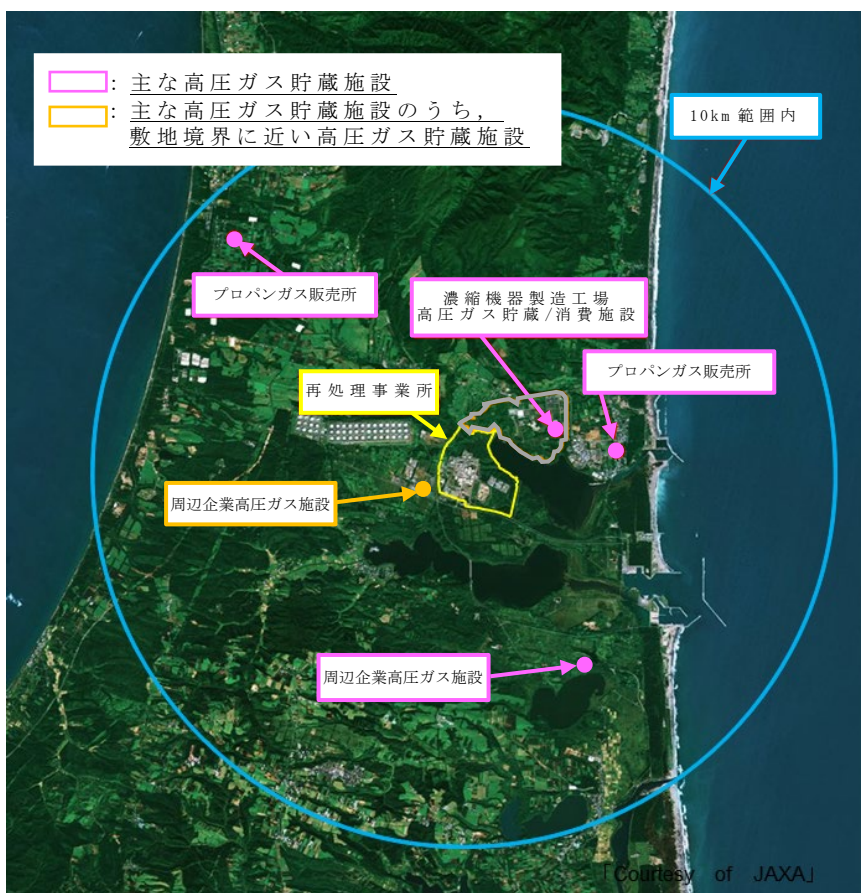 : 主な高圧ガス貯蔵施設
: 主な高圧ガス貯蔵施設のうち,
敷地境界に近い高圧ガス貯蔵施設
10km範囲内
プロパンガス販売所
濃縮機器製造工場
高圧ガス貯蔵/消費施設
プロパンガス販売所
再処理事業所
周辺企業高圧ガス施設
周辺企業高圧ガス施設
「Courtesy of JAXA」